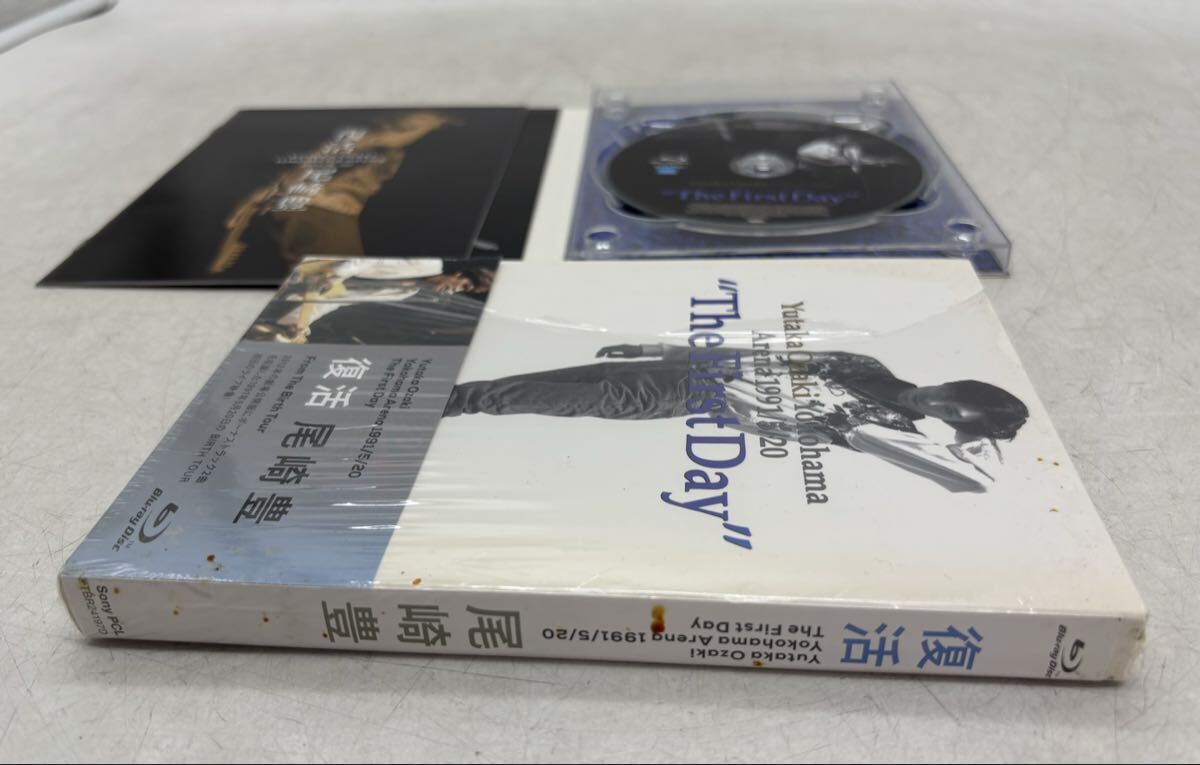 "The First Day"
Yutaka Ozaki Yokohama
Arena 1991/5/20
"The First Day"
Yutaka Ozaki
Yokohama Arena 1991/5/20
The First Day
復活 尾崎豊
From The Birth Tour
Blu-ray Disc
TM
復活
Yutaka Ozaki
Yokohama Arena 1991/5/20
The First Day
尾崎豊
Sony PCL
Blu-ray Disc